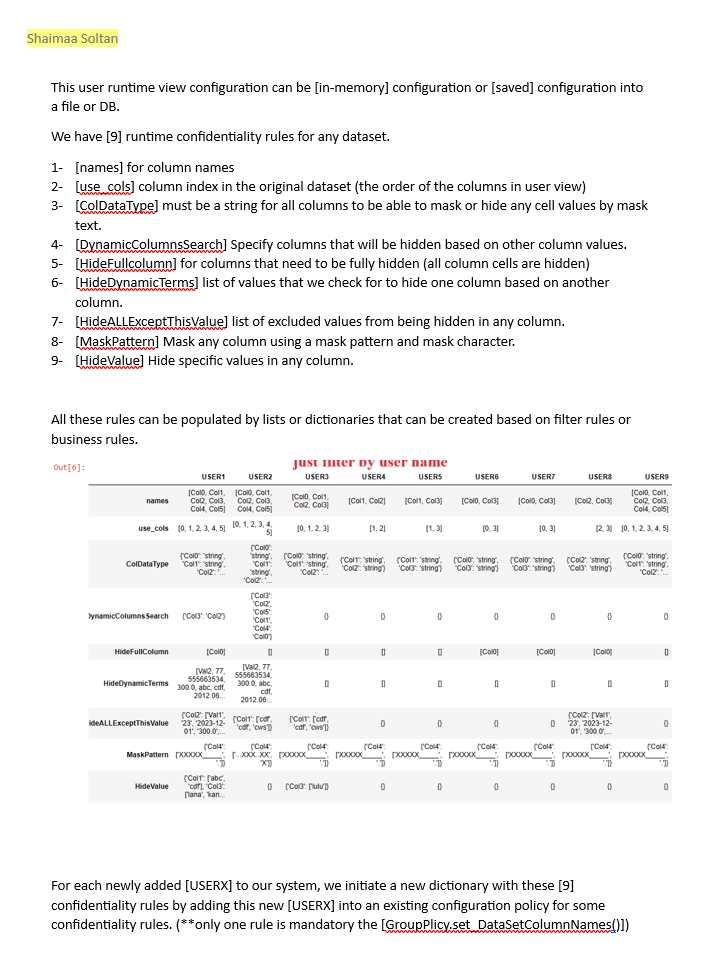 Shaimaa Soltan
This user runtime view configuration can be [in-memory] configuration or [saved] configuration into
a file or DB.
We have [9] runtime confidentiality rules for any dataset.
1- [names] for column names
2- [use_cols] column index in the original dataset (the order of the columns in user view)
3- [ColDataType] must be a string for all columns to be able to mask or hide any cell values by mask
text.
4- [DynamicColumnsSearch] Specify columns that will be hidden based on other column values.
5- [HideFullcolumn] for columns that need to be fully hidden (all column cells are hidden)
6- [HideDynamicTerms] list of values that we check for to hide one column based on another
column.
7- [HideALLExceptThisValue] list of excluded values from being hidden in any column.
8- [MaskPattern] Mask any column using a mask pattern and mask character.
9- [HideValue] Hide specific values in any column.
All these rules can be populated by lists or dictionaries that can be created based on filter rules or
business rules.
just filter by user name
Out[6]:
USER1 USER2 USER3 USER4 USER5 USER6 USER7 USER8 USER9
[Col0, Col1, [Col0, Col1, [Col0, Col1,
names Col2, Col3, Col2, Col3, [Col0, Col1, Col2, Col3] [Col1, Col2] [Col1, Col3] [Col0, Col3] [Col0, Col3] [Col2, Col3] Col2, Col3,
Col4, Col5] Col4, Col5] Col4, Col5]
use_cols [0, 1, 2, 3, 4, 5] [0, 1, 2, 3, 4, 5] [0, 1, 2, 3] [1, 2] [1, 3] [0, 3] [0, 3] [2, 3] [0, 1, 2, 3, 4, 5]
ColDataType {'Col0': 'string', 'Col1': 'string', 'Col2': '... {'Col0': 'string', 'Col1': 'string', 'Col2': '... {'Col0': 'string', 'Col1': 'string', 'Col2': '... {'Col1': 'string', 'Col2': 'string'} {'Col1': 'string', 'Col3': 'string'} {'Col0': 'string', 'Col3': 'string'} {'Col0': 'string', 'Col3': 'string'} {'Col2': 'string', 'Col3': 'string'} {'Col0': 'string', 'Col1': 'string', 'Col2': '...
DynamicColumnsSearch {'Col3': 'Col2'} {'Col3': 'Col2', 'Col5': 'Col1', 'Col4': 'Col0'} {} {} {} {} {} {} {}
HideFullColumn [Col0] [] [] [] [] [Col0] [Col0] [Col0] []
HideDynamicTerms [Val2, 77, 555663534, 300.0, abc, cdf, 2012.06... [Val2, 77, 555663534, 300.0, abc, cdf, 2012.06... [] [] [] [] [] [] []
ideALLExceptThisValue {'Col2': ['Val1', '23', '2023-12-01', '300.0',... {'Col1': ['cdf', 'cdf', 'cws']} {'Col1': ['cdf', 'cdf', 'cws']} {} {} {} {} {'Col2': ['Val1', '23', '2023-12-01', '300.0',... {}
MaskPattern {'Col4': ['XXXXX____', '.']} {'Col4': ['...XXX..XX', 'X']} {'Col4': ['XXXXX____', '.']} {'Col4': ['XXXXX____', '.']} {'Col4': ['XXXXX____', '.']} {'Col4': ['XXXXX____', '.']} {'Col4': ['XXXXX____', '.']} {'Col4': ['XXXXX____', '.']} {'Col4': ['XXXXX____', '.']}
HideValue {'Col1': ['abc', 'cdf'], 'Col3': ['lana', 'kan... {} {'Col3': ['lulu']} {} {} {} {} {} {}
For each newly added [USERX] to our system, we initiate a new dictionary with these [9]
confidentiality rules by adding this new [USERX] into an existing configuration policy for some
confidentiality rules. (**only one rule is mandatory the [GroupPlicy.set_DataSetColumnNames()])